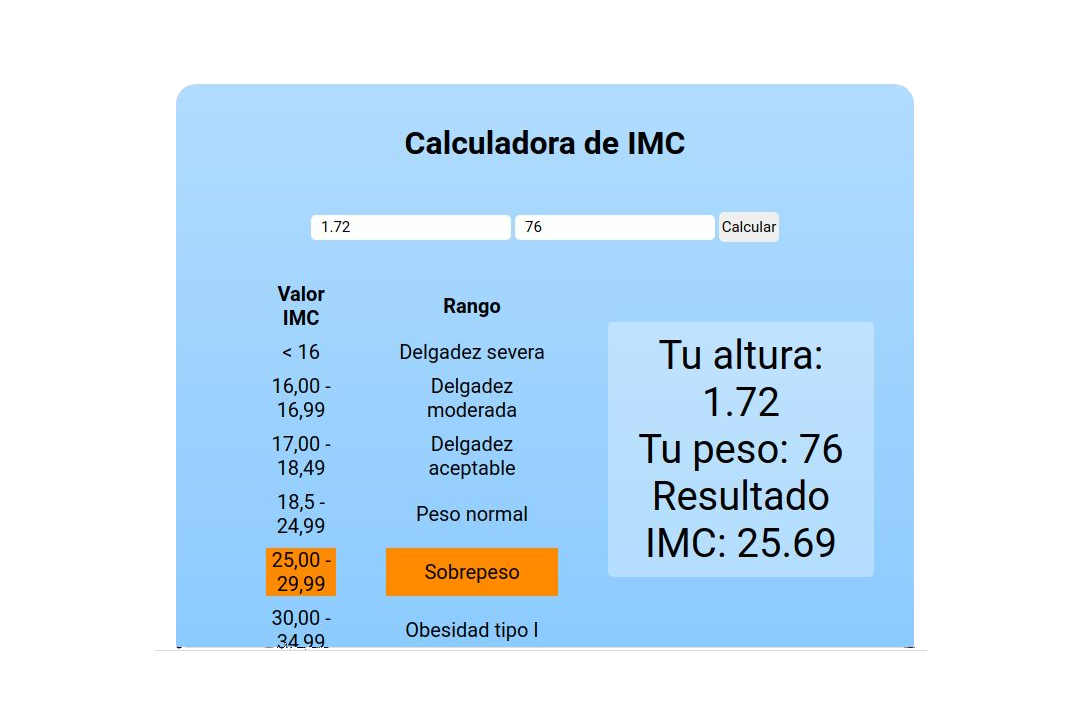 Calculadora de IMC
1.72
76
Calcular
Valor
IMC
Rango
< 16
Delgadez severa
16,00 -
16,99
Delgadez
moderada
17,00 -
18,49
Delgadez
aceptable
18,5 -
24,99
Peso normal
25,00 -
29,99
Sobrepeso
30,00 -
34,99
Obesidad tipo I
Tu altura:
1.72
Tu peso: 76
Resultado
IMC: 25.69